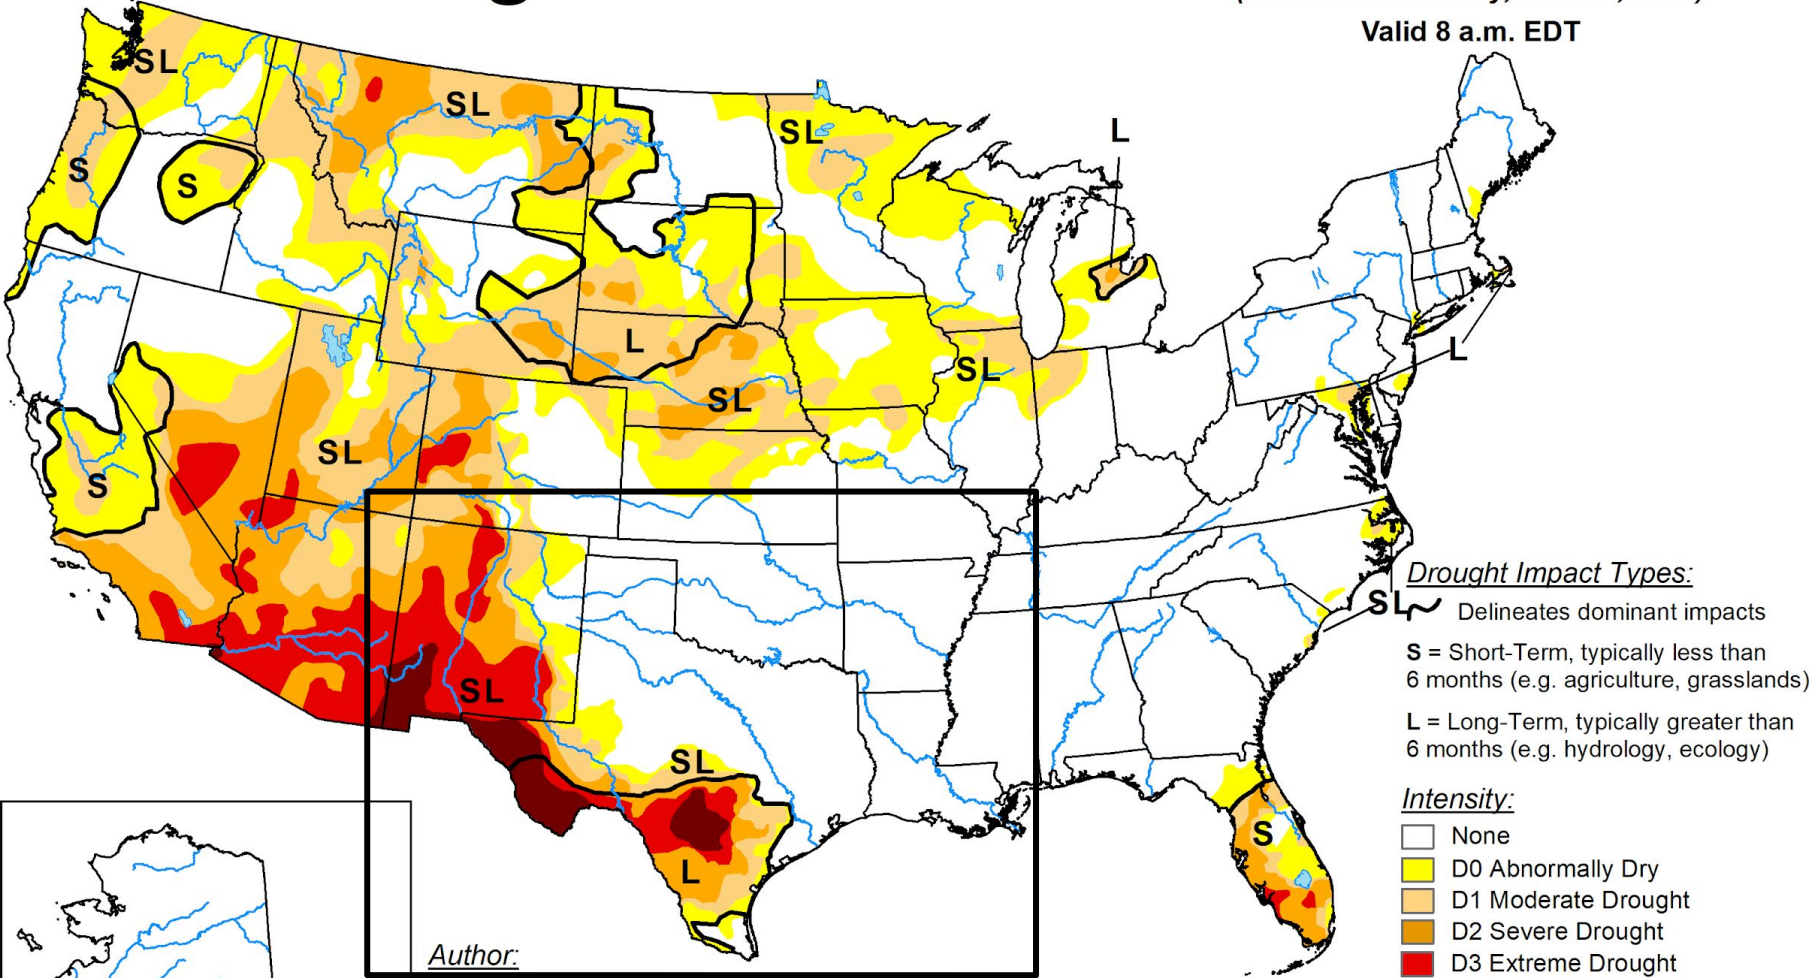 Valid 8 a.m. EDT
SL
SL
SL
L
S
S
L
SL
L
SL
SL
S
SL
SL
SL
L
S
Drought Impact Types:
Delineates dominant impacts
S = Short-Term, typically less than
6 months (e.g. agriculture, grasslands)
L = Long-Term, typically greater than
6 months (e.g. hydrology, ecology)
Intensity:
None
D0 Abnormally Dry
D1 Moderate Drought
D2 Severe Drought
D3 Extreme Drought
Author: